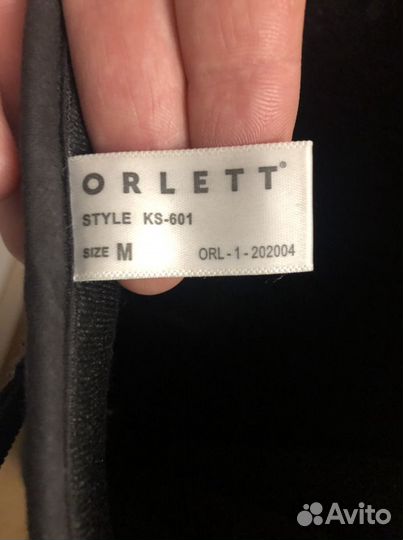 ORLETT®
STYLE KS-601
SIZE M ORL-1-202004
Avito